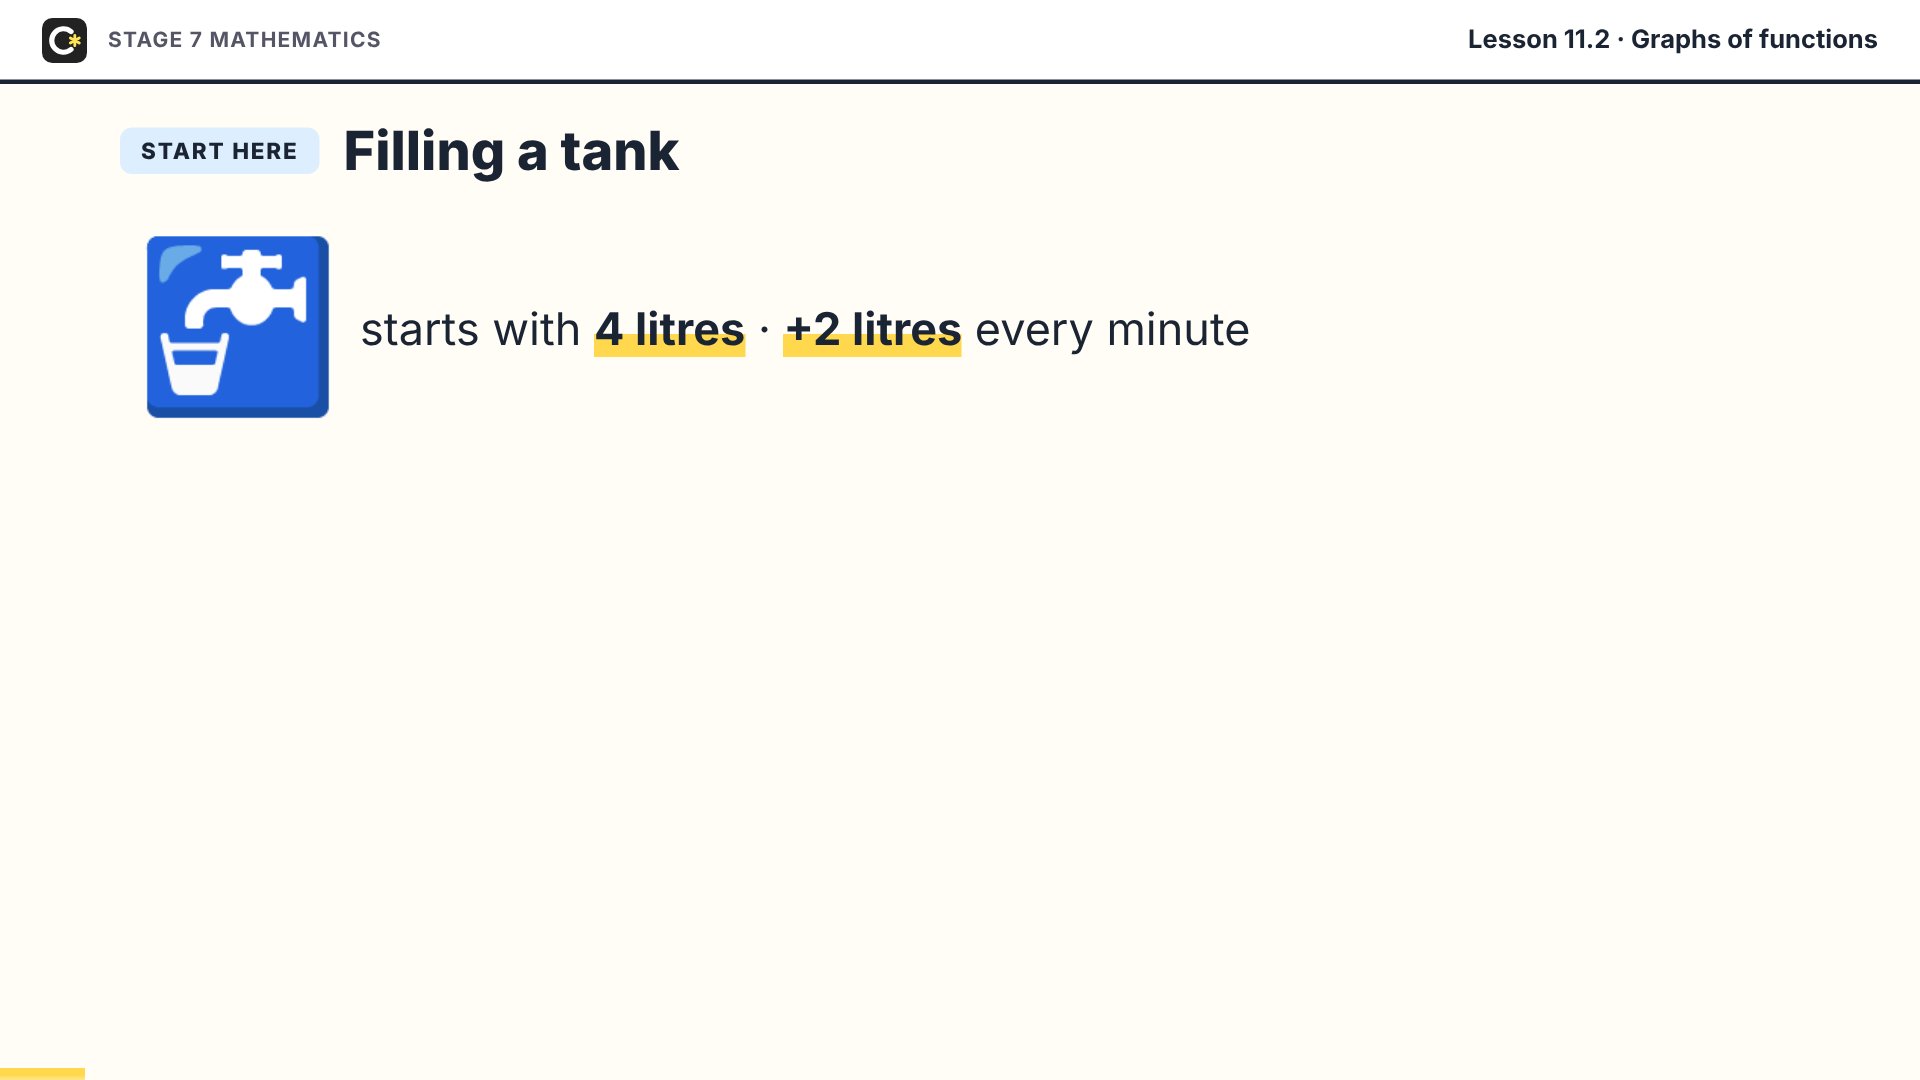 STAGE 7 MATHEMATICS
Lesson 11.2 · Graphs of functions
START HERE
Filling a tank
starts with 4 litres · +2 litres every minute